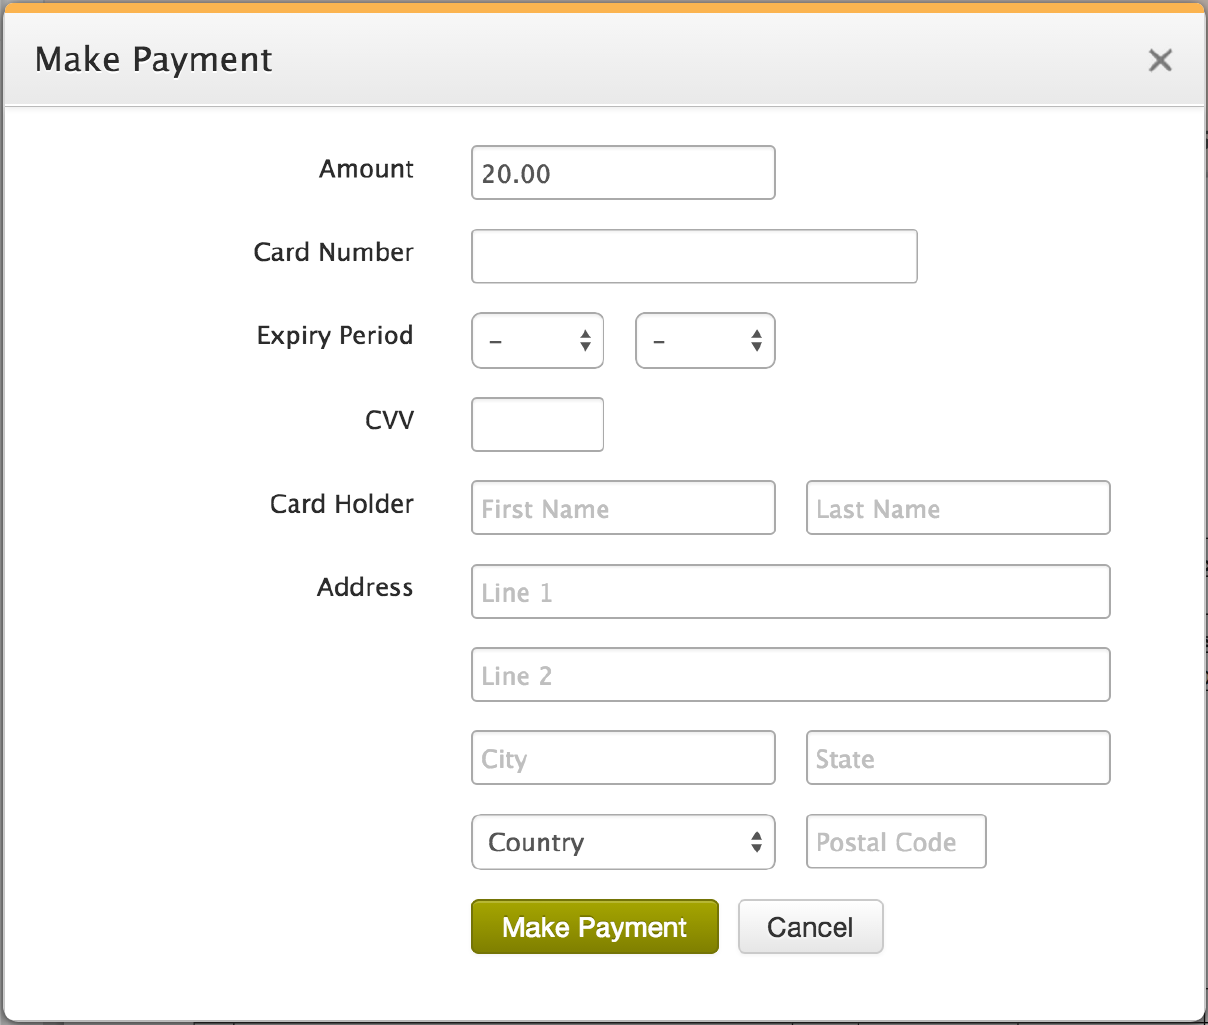 Make Payment
Amount 20.00
Card Number
Expiry Period – –
CVV
Card Holder First Name Last Name
Address Line 1
Line 2
City State
Country Postal Code
Make Payment Cancel